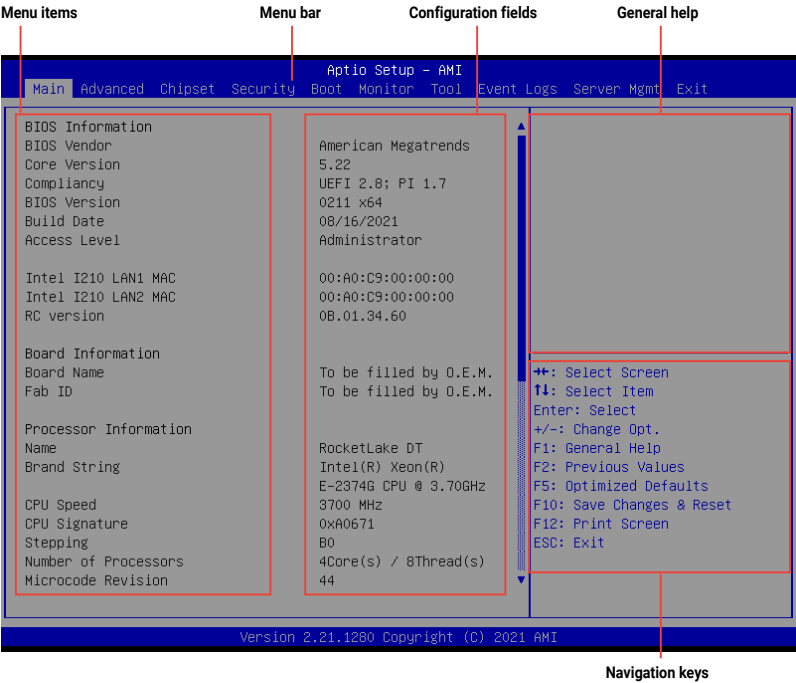 Menu items Menu bar Configuration fields General help
Aptio Setup – AMI
Main Advanced Chipset Security Boot Monitor Tool Event Logs Server Mgmt Exit
BIOS Information
BIOS Vendor American Megatrends
Core Version 5.22
Compliancy UEFI 2.8; PI 1.7
BIOS Version 0211 x64
Build Date 08/16/2021
Access Level Administrator
Intel I210 LAN1 MAC 00:A0:C9:00:00:00
Intel I210 LAN2 MAC 00:A0:C9:00:00:00
RC version 0B.01.34.60
Board Information
Board Name To be filled by O.E.M.
Fab ID To be filled by O.E.M.
Processor Information
Name RocketLake DT
Brand String Intel(R) Xeon(R)
E-2374G CPU @ 3.70GHz
CPU Speed 3700 MHz
CPU Signature 0xA0671
Stepping B0
Number of Processors 4Core(s) / 8Thread(s)
Microcode Revision 44
→←: Select Screen
↑↓: Select Item
Enter: Select
+/-: Change Opt.
F1: General Help
F2: Previous Values
F5: Optimized Defaults
F10: Save Changes & Reset
F12: Print Screen
ESC: Exit
Version 2.21.1280 Copyright (C) 2021 AMI
Navigation keys